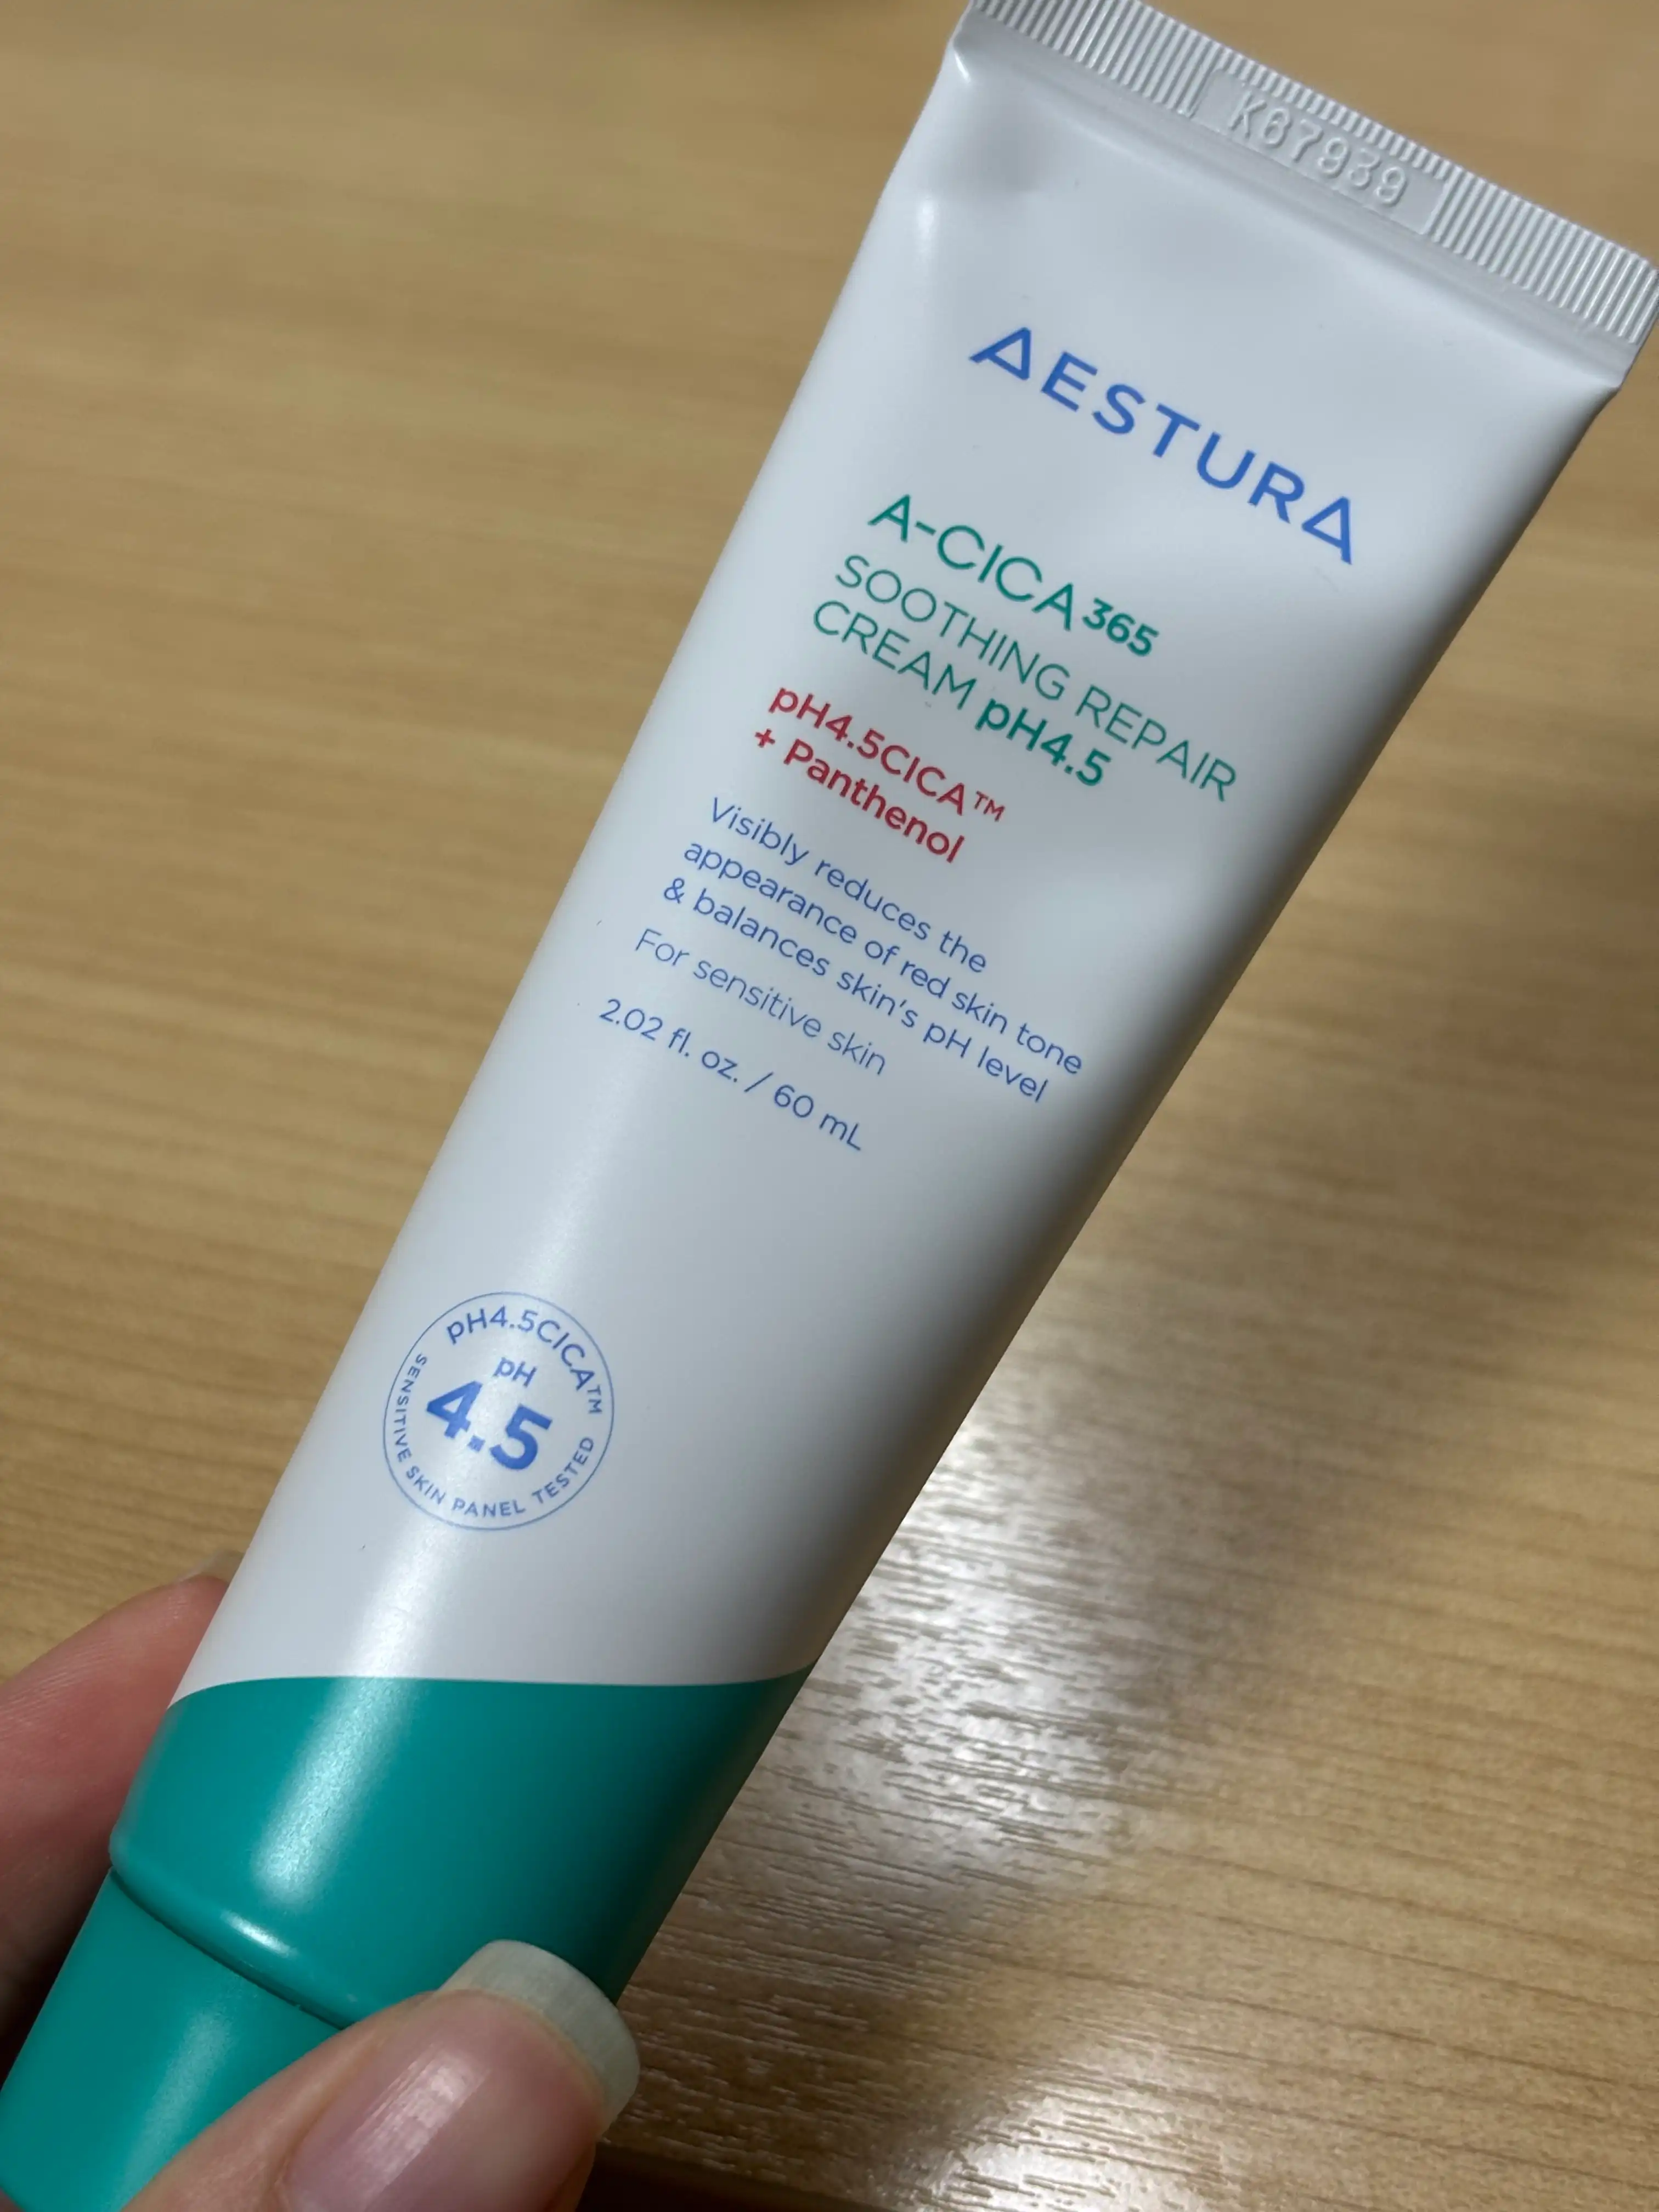 K67939
AESTURA
A-CICA 365
SOOTHING REPAIR
CREAM pH4.5
pH4.5CICA™
+ Panthenol
Visibly reduces the
appearance of red skin tone
& balances skin's pH level
For sensitive skin
2.02 fl. oz. / 60 mL
pH4.5CICA™
pH
4.5
SENSITIVE SKIN PANEL TESTED